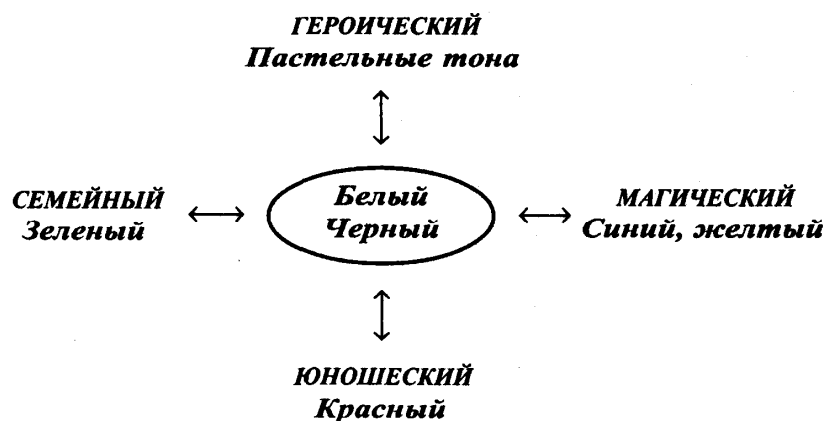 ГЕРОИЧЕСКИЙ
Пастельные тона
СЕМЕЙНЫЙ
Зеленый
Белый
Черный
МАГИЧЕСКИЙ
Синий, желтый
ЮНОШЕСКИЙ
Красный